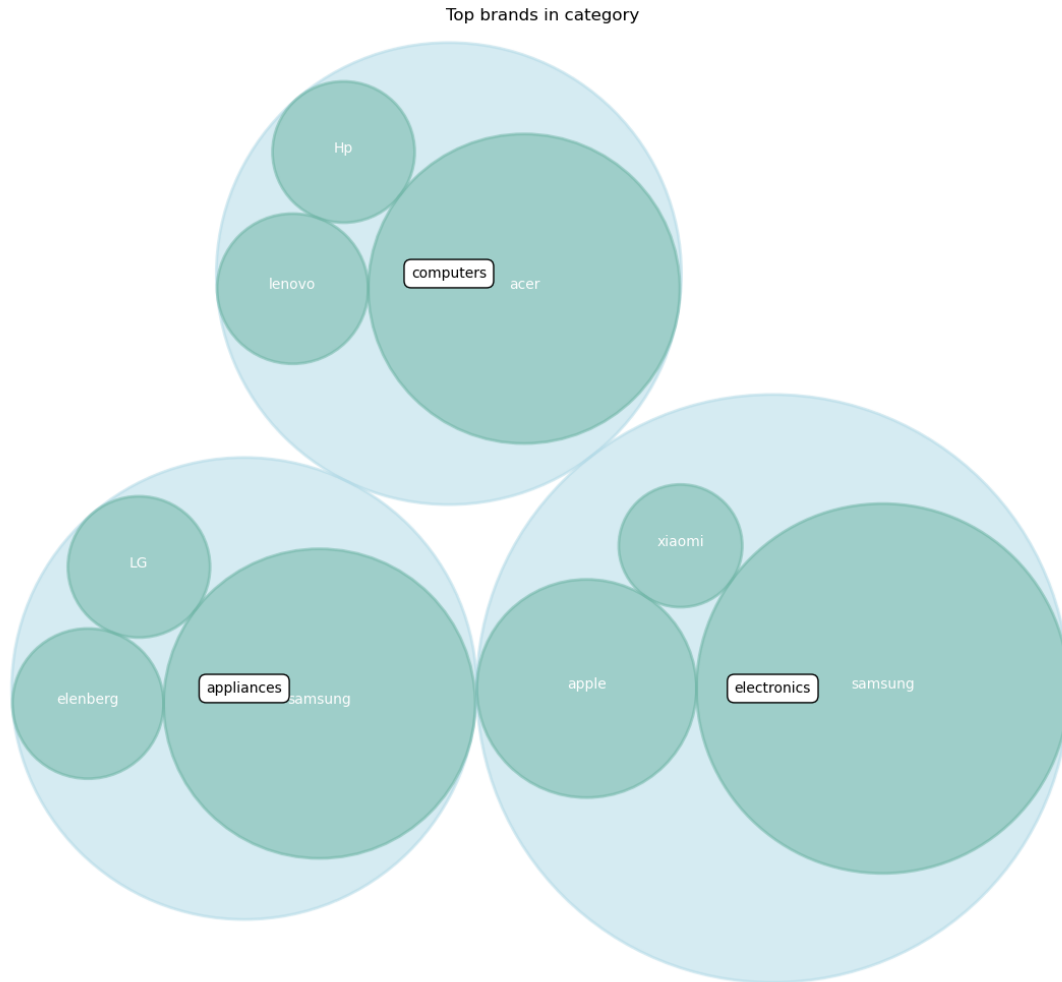 Top brands in category
Hp
lenovo
computers
acer
LG
elenberg
appliances
samsung
xiaomi
apple
electronics
samsung